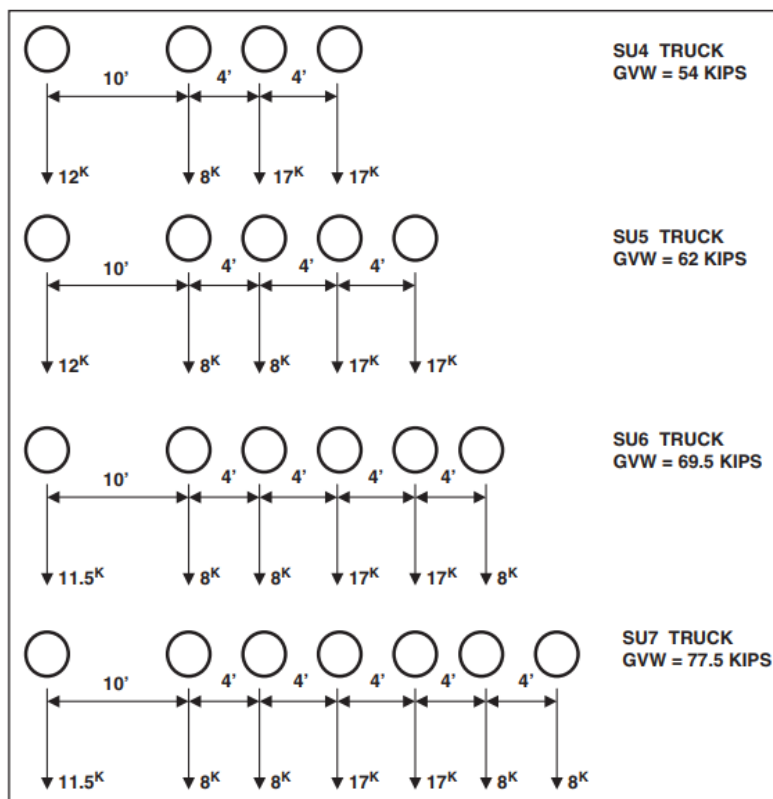 SU4 TRUCK
GVW = 54 KIPS
10' 4' 4'
12K 8K 17K 17K
SU5 TRUCK
GVW = 62 KIPS
10' 4' 4' 4'
12K 8K 8K 17K 17K
SU6 TRUCK
GVW = 69.5 KIPS
10' 4' 4' 4' 4'
11.5K 8K 8K 17K 17K 8K
SU7 TRUCK
GVW = 77.5 KIPS
10' 4' 4' 4' 4' 4'
11.5K 8K 8K 17K 17K 8K 8K